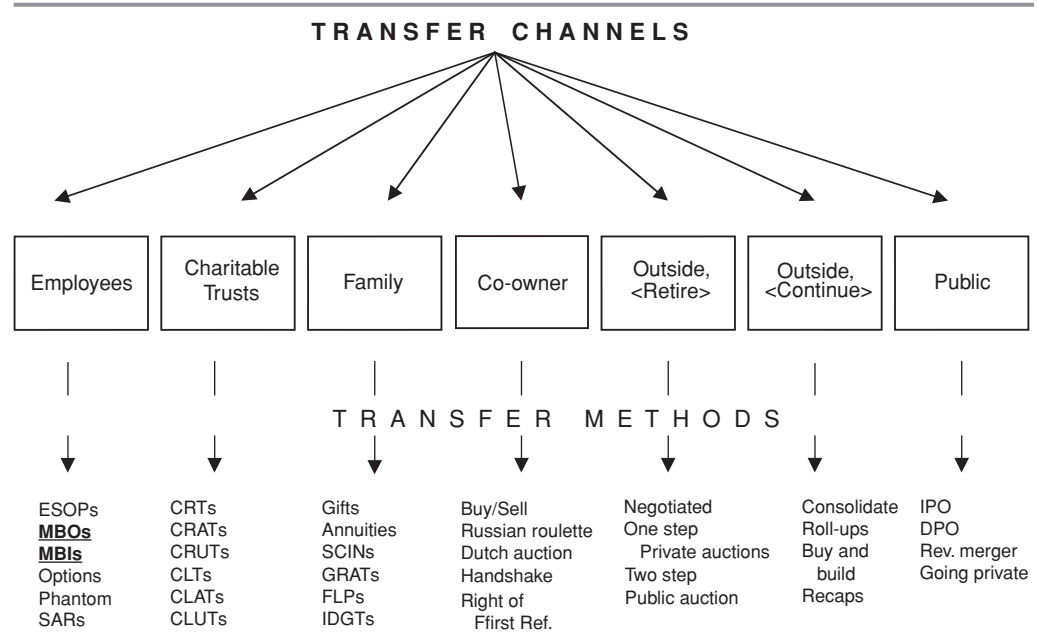 TRANSFER CHANNELS
Employees
Charitable
Trusts
Family
Co-owner
Outside,
<Retire>
Outside,
<Continue>
Public
TRANSFER METHODS
ESOPs
MBOs
MBIs
Options
Phantom
SARs
CRTs
CRATs
CRUTs
CLTs
CLATs
CLUTs
Gifts
Annuities
SCINs
GRATs
FLPs
IDGTs
Buy/Sell
Russian roulette
Dutch auction
Handshake
Right of
Ffirst Ref.
Negotiated
One step
Private auctions
Two step
Public auction
Consolidate
Roll-ups
Buy and
build
Recaps
IPO
DPO
Rev. merger
Going private